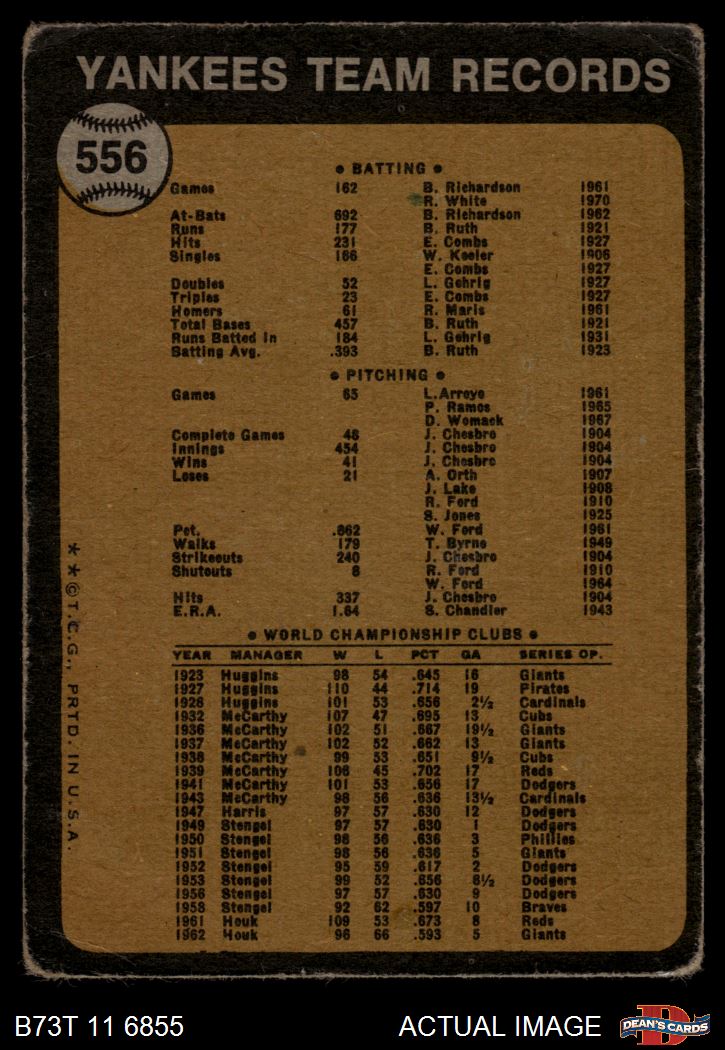 YANKEES TEAM RECORDS
556
• BATTING •
Games 162 B. Richardson 1961
R. White 1970
At-Bats 692 B. Richardson 1962
Runs 177 B. Ruth 1921
Hits 231 E. Combs 1927
Singles 166 W. Keeler 1906
E. Combs 1927
Doubles 52 L. Gehrig 1927
Triples 23 E. Combs 1927
Homers 61 R. Maris 1961
Total Bases 457 B. Ruth 1921
Runs Batted In 184 L. Gehrig 1931
Batting Avg. .393 B. Ruth 1923
• PITCHING •
Games 65 L. Arroyo 1961
P. Ramos 1965
D. Womack 1967
Complete Games 48 J. Chesbro 1904
Innings 454 J. Chesbro 1904
Wins 41 J. Chesbro 1904
Loses 21 A. Orth 1907
J. Lake 1908
R. Ford 1910
S. Jones 1925
Pct. .862 W. Ford 1961
Walks 179 T. Byrne 1949
Strikeouts 240 J. Chesbro 1904
Shutouts 8 R. Ford 1910
W. Ford 1964
Hits 337 J. Chesbro 1904
E.R.A. 1.64 S. Chandler 1943
• WORLD CHAMPIONSHIP CLUBS •
YEAR MANAGER W L PCT GA SERIES OP.
1923 Huggins 98 54 .645 16 Giants
1927 Huggins 110 44 .714 19 Pirates
1928 Huggins 101 53 .656 2½ Cardinals
1932 McCarthy 107 47 .695 13 Cubs
1936 McCarthy 102 51 .667 19½ Giants
1937 McCarthy 102 52 .662 13 Giants
1938 McCarthy 99 53 .651 9½ Cubs
1939 McCarthy 106 45 .702 17 Reds
1941 McCarthy 101 53 .656 17 Dodgers
1943 McCarthy 98 56 .636 13½ Cardinals
1947 Harris 97 57 .630 12 Dodgers
1949 Stengel 97 57 .630 1 Dodgers
1950 Stengel 98 56 .636 3 Phillies
1951 Stengel 98 56 .636 5 Giants
1952 Stengel 95 59 .617 2 Dodgers
1953 Stengel 99 52 .656 8½ Dodgers
1956 Stengel 97 57 .630 9 Dodgers
1958 Stengel 92 62 .597 10 Braves
1961 Houk 109 53 .673 8 Reds
1962 Houk 96 66 .593 5 Giants
* * © T.C.G., PRTD. IN U.S.A.
B73T 11 6855
ACTUAL IMAGE
D
DEAN'S CARDS